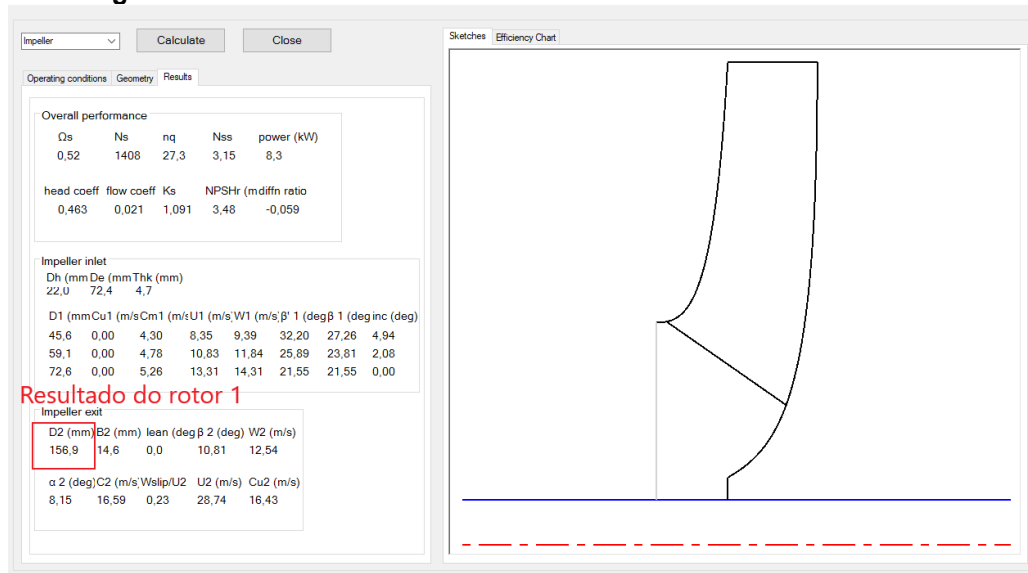 Impeller Calculate Close
Operating conditions Geometry Results
Overall performance
Ωs Ns nq Nss power (kW)
0,52 1408 27,3 3,15 8,3
head coeff flow coeff Ks NPSHr (m diffn ratio
0,463 0,021 1,091 3,48 -0,059
Impeller inlet
Dh (mm De (mm Thk (mm)
22,0 72,4 4,7
D1 (mm Cu1 (m/s Cm1 (m/s U1 (m/s W1 (m/s β' 1 (deg β 1 (deg inc (deg)
45,6 0,00 4,30 8,35 9,39 32,20 27,26 4,94
59,1 0,00 4,78 10,83 11,84 25,89 23,81 2,08
72,6 0,00 5,26 13,31 14,31 21,55 21,55 0,00
Resultado do rotor 1
Impeller exit
D2 (mm) B2 (mm) lean (deg β 2 (deg) W2 (m/s)
156,9 14,6 0,0 10,81 12,54
α 2 (deg) C2 (m/s Wslip/U2 U2 (m/s) Cu2 (m/s)
8,15 16,59 0,23 28,74 16,43
Sketches Efficiency Chart